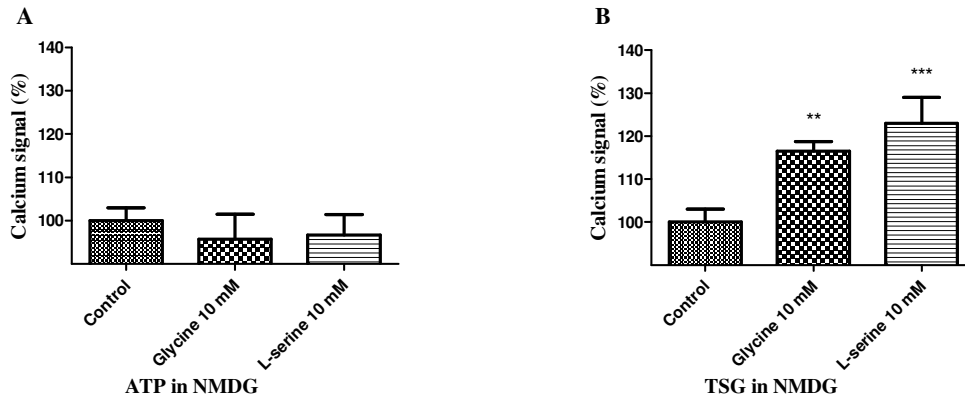 A
Calcium signal (%)
140
130
120
110
100
Control
Glycine 10 mM
L-serine 10 mM
ATP in NMDG
B
Calcium signal (%)
140
130
120
110
100
**
***
Control
Glycine 10 mM
L-serine 10 mM
TSG in NMDG